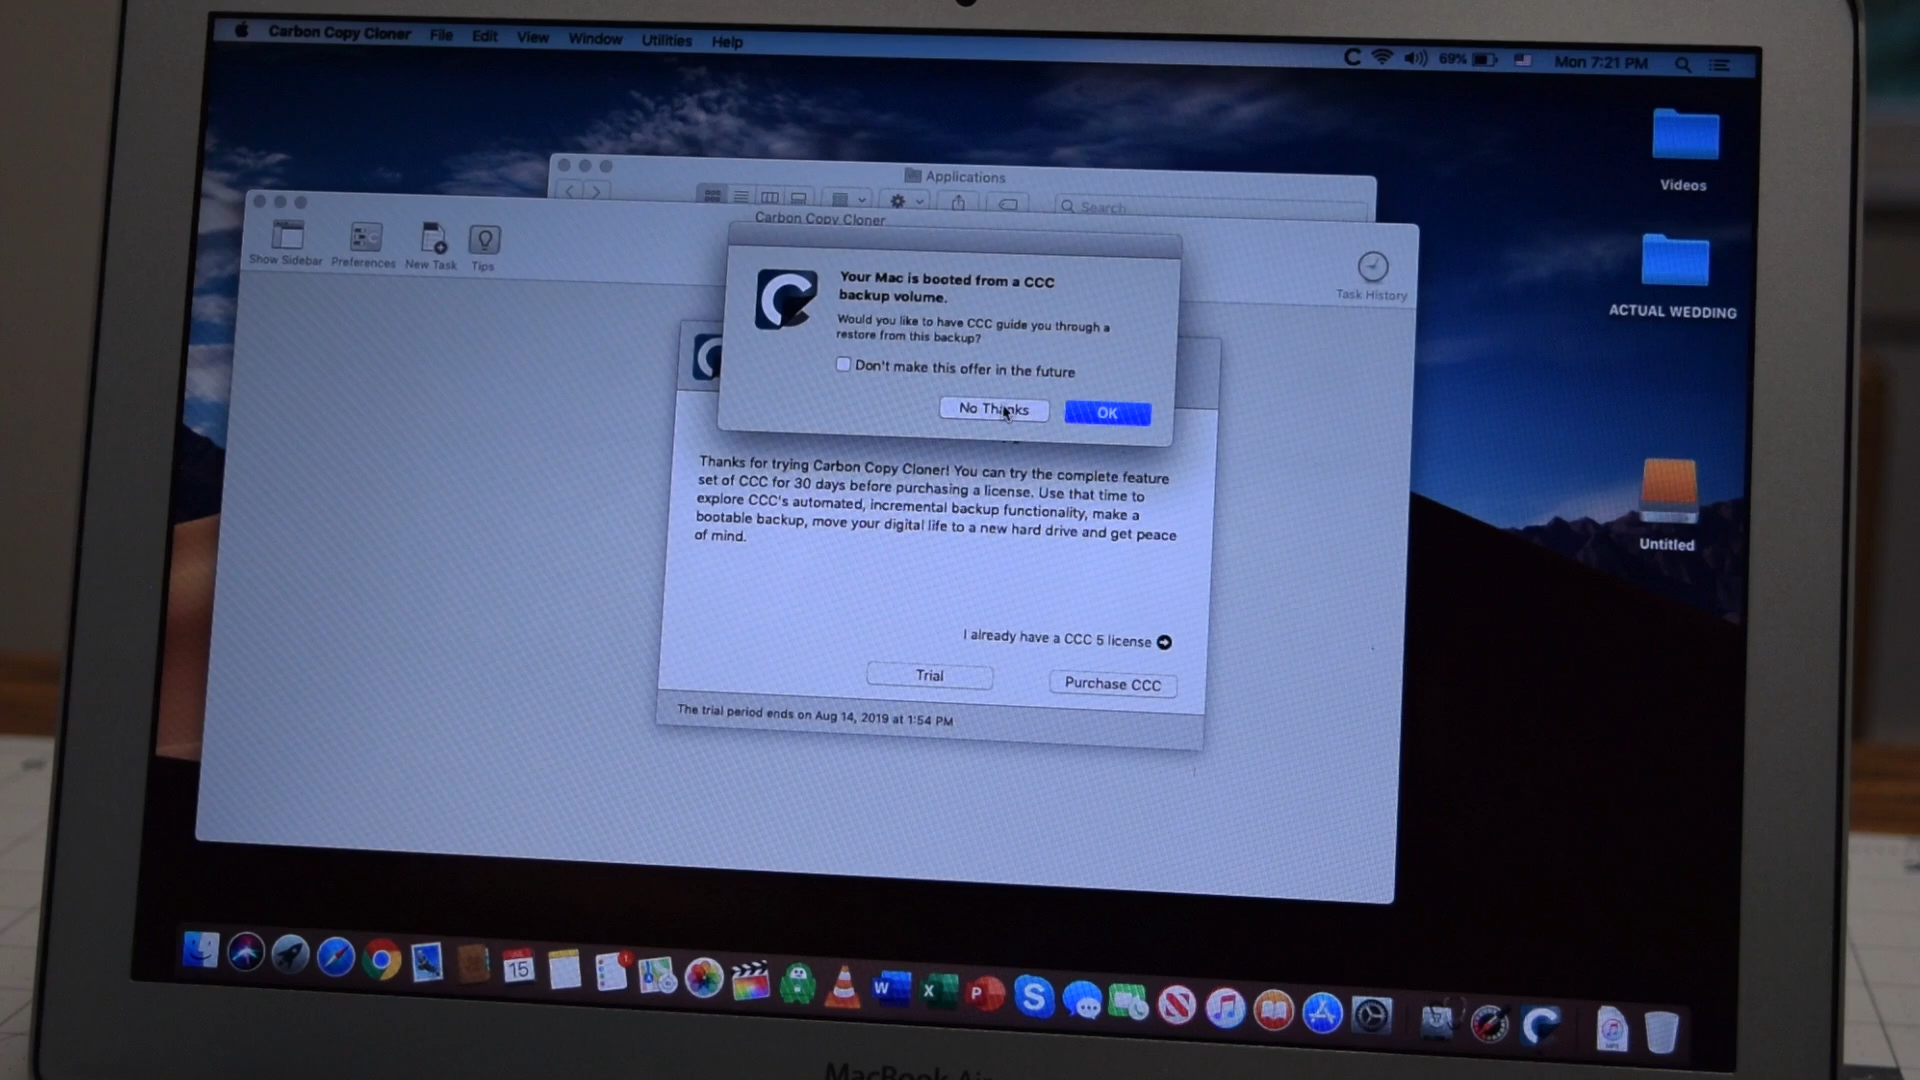 Carbon Copy Cloner File Edit View Window Utilities Help
69% Mon 7:21 PM
Videos
ACTUAL WEDDING
Untitled
Applications
Search
Carbon Copy Cloner
Show Sidebar Preferences New Task Tips
Task History
Your Mac is booted from a CCC
backup volume.
Would you like to have CCC guide you through a
restore from this backup?
Don't make this offer in the future
No Thanks OK
Thanks for trying Carbon Copy Cloner! You can try the complete feature
set of CCC for 30 days before purchasing a license. Use that time to
explore CCC's automated, incremental backup functionality, make a
bootable backup, move your digital life to a new hard drive and get peace
of mind.
I already have a CCC 5 license
Trial Purchase CCC
The trial period ends on Aug 14, 2019 at 1:54 PM
15
1
W X P S
MacBook Air